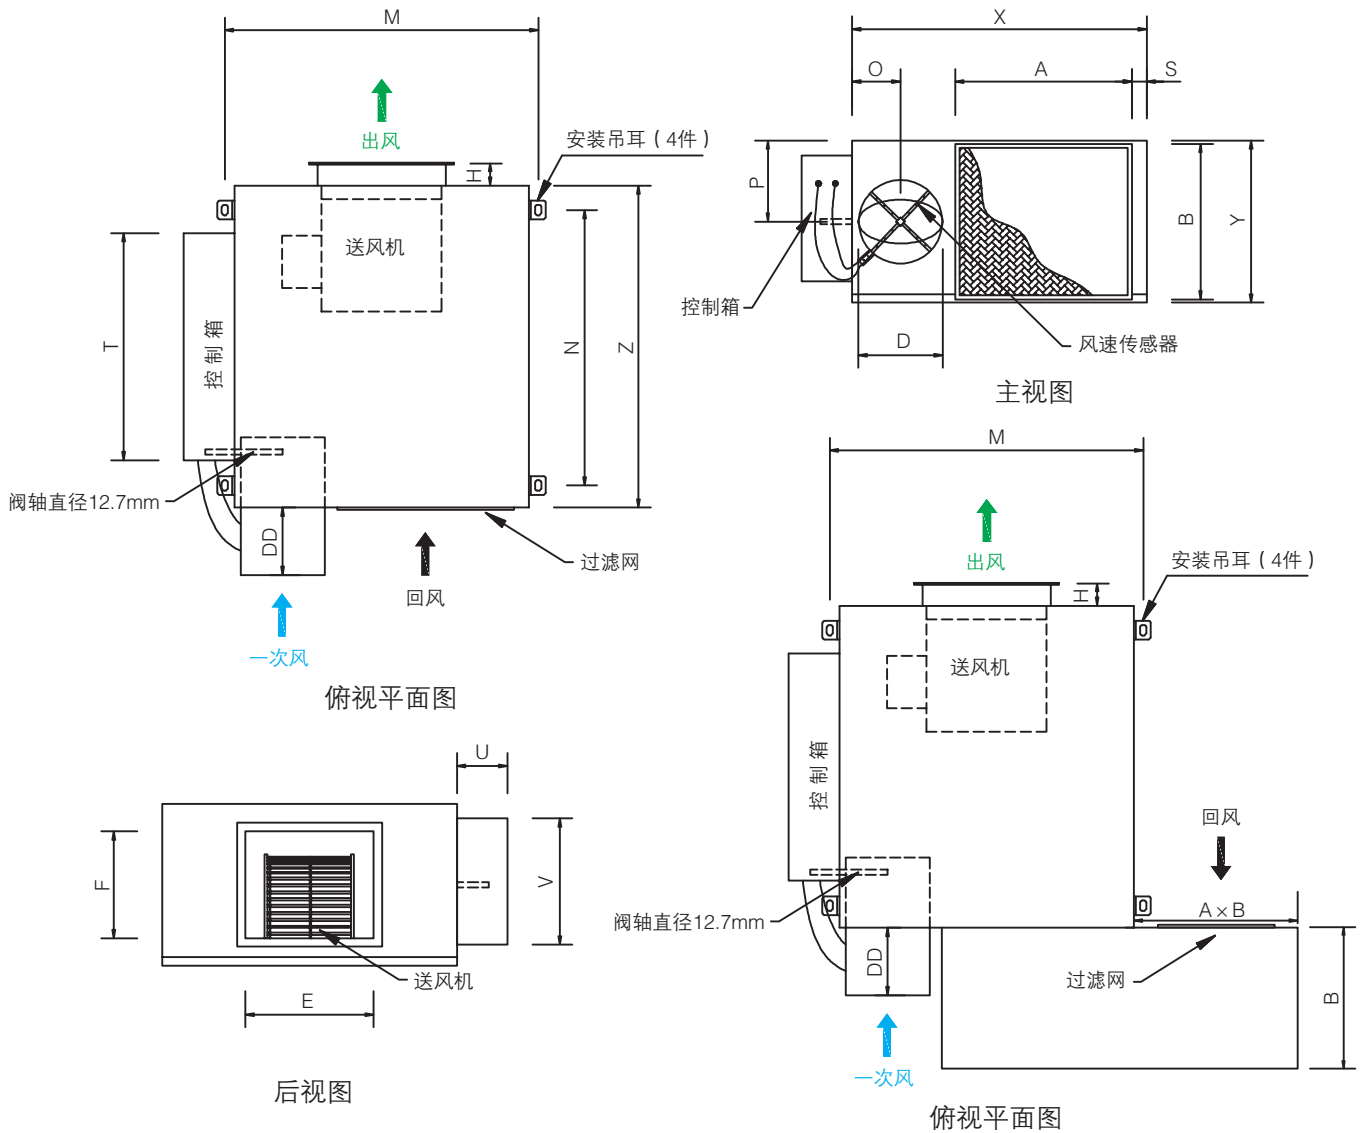 M
出风
安装吊耳（4件）
H
送风机
T
控制箱
N
Z
阀轴直径12.7mm
DD
过滤网
回风
一次风
俯视平面图
X
O
A
S
P
B
Y
控制箱
D
风速传感器
主视图
U
F
V
送风机
E
后视图
M
出风
安装吊耳（4件）
H
送风机
控制箱
回风
A×B
阀轴直径12.7mm
DD
过滤网
B
一次风
俯视平面图